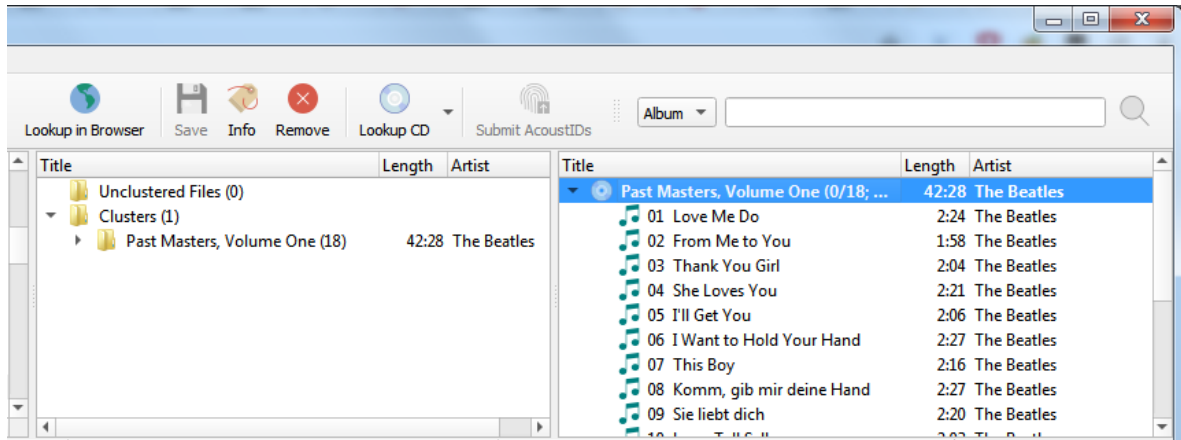 Lookup in Browser Save Info Remove Lookup CD Submit AcoustIDs Album
Title Length Artist
Unclustered Files (0)
Clusters (1)
Past Masters, Volume One (18) 42:28 The Beatles
Title Length Artist
Past Masters, Volume One (0/18; ... 42:28 The Beatles
01 Love Me Do 2:24 The Beatles
02 From Me to You 1:58 The Beatles
03 Thank You Girl 2:04 The Beatles
04 She Loves You 2:21 The Beatles
05 I'll Get You 2:06 The Beatles
06 I Want to Hold Your Hand 2:27 The Beatles
07 This Boy 2:16 The Beatles
08 Komm, gib mir deine Hand 2:27 The Beatles
09 Sie liebt dich 2:20 The Beatles